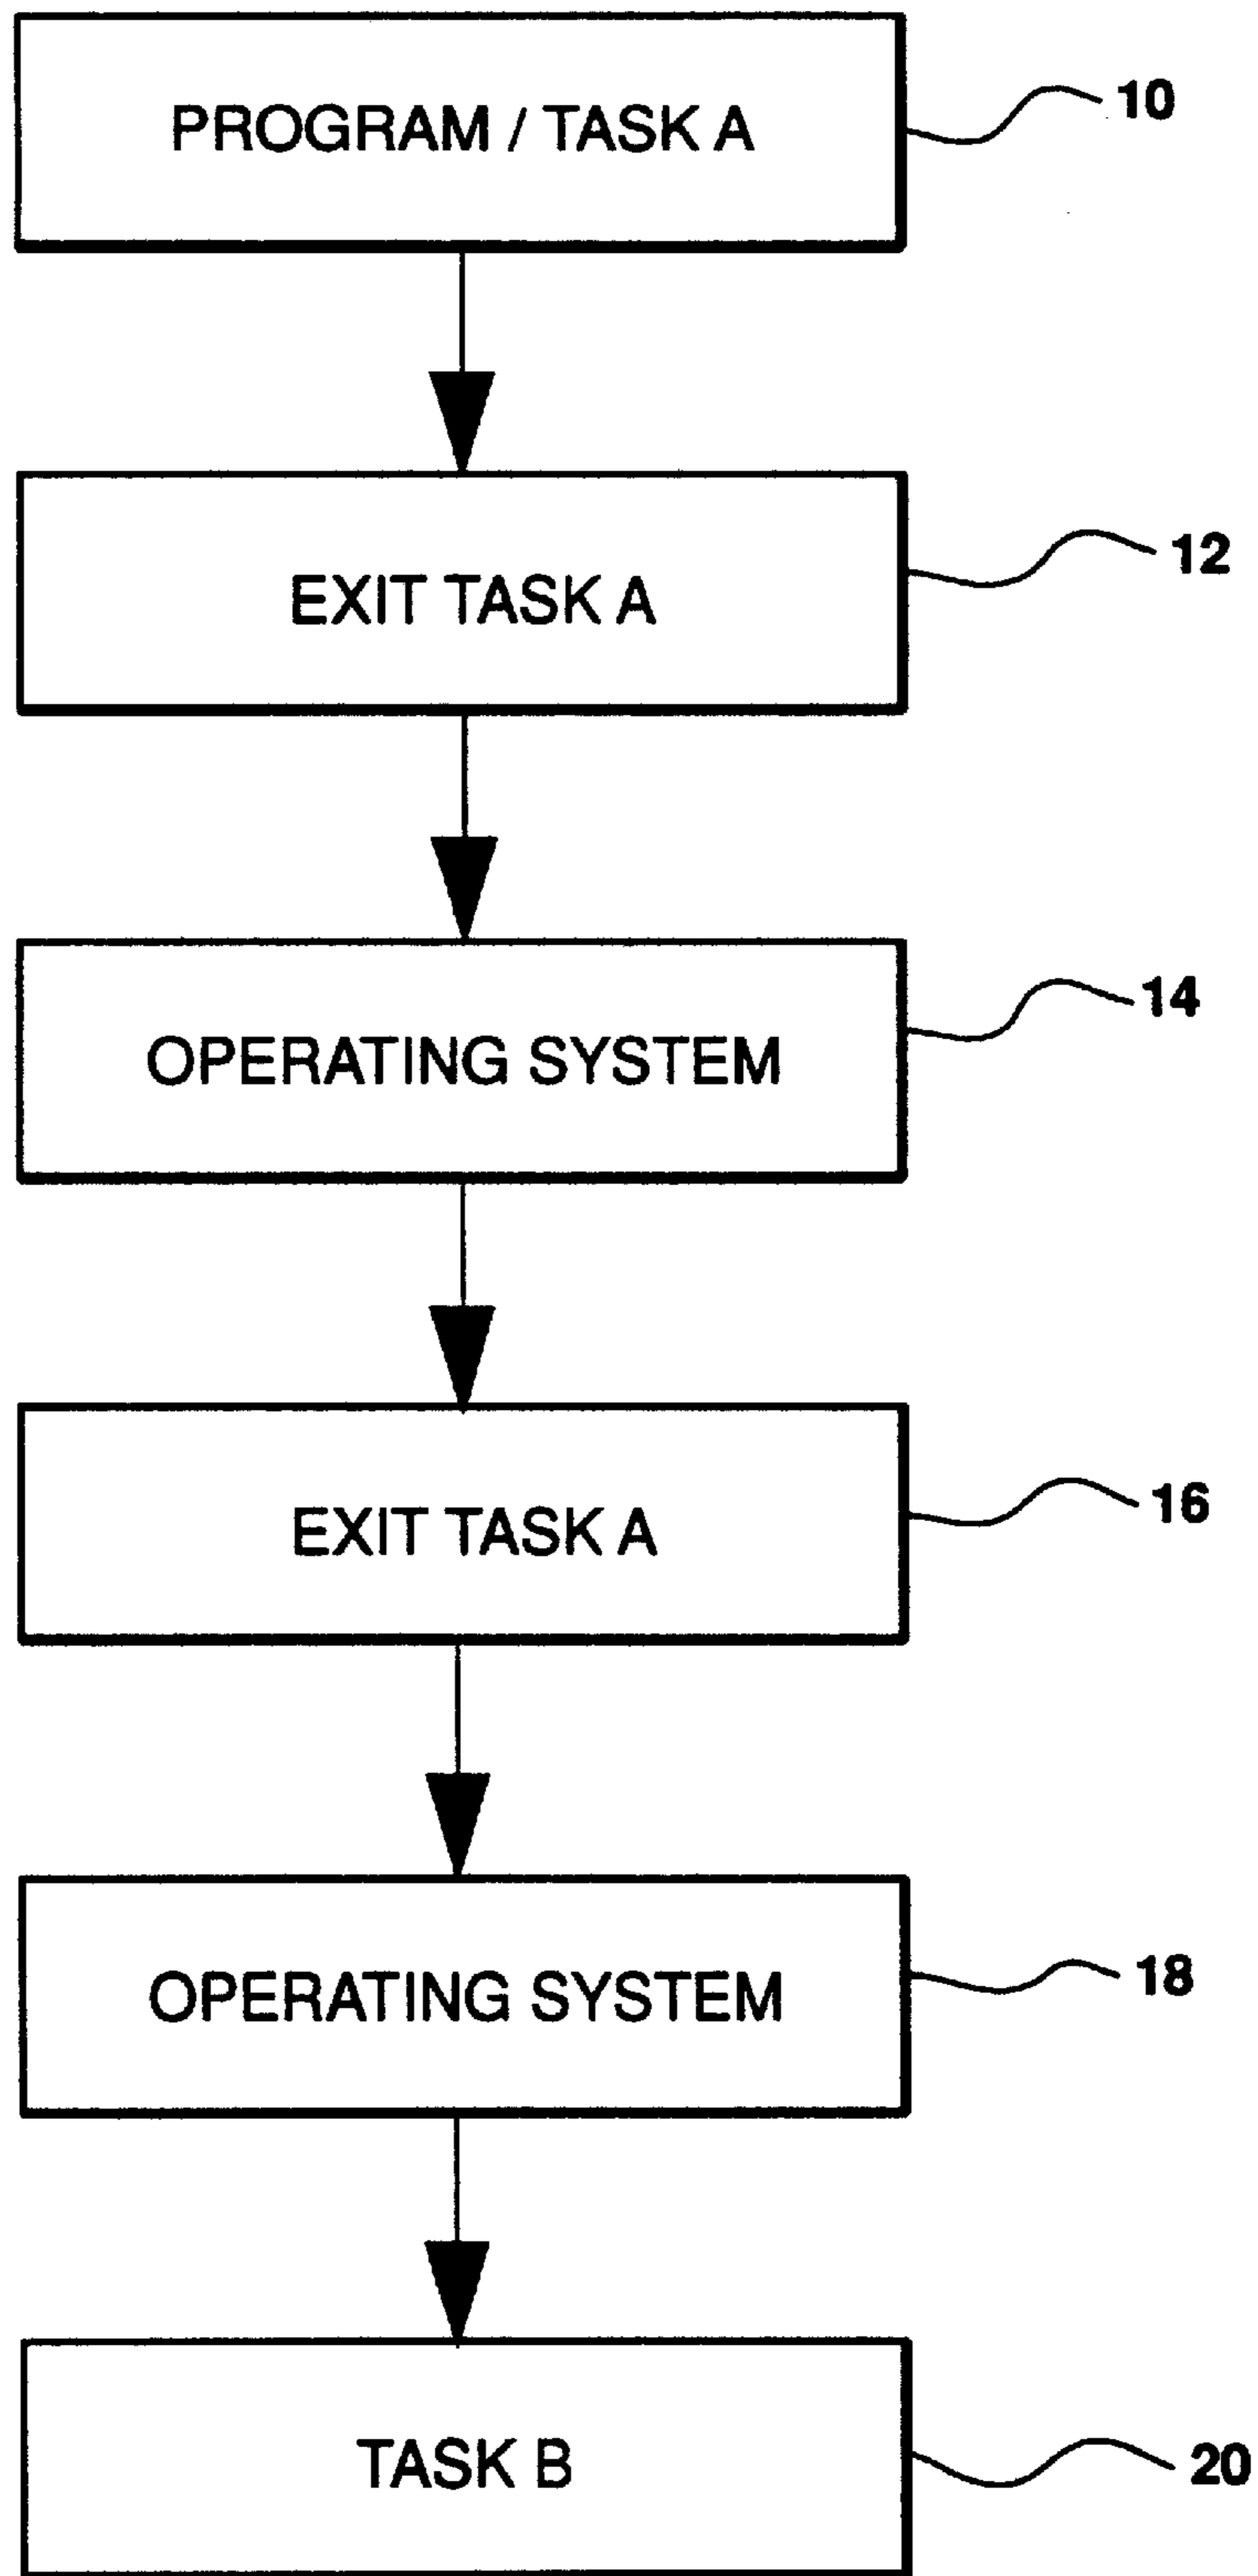 PROGRAM / TASK A
10
EXIT TASK A
12
OPERATING SYSTEM
14
EXIT TASK A
16
OPERATING SYSTEM
18
TASK B
20